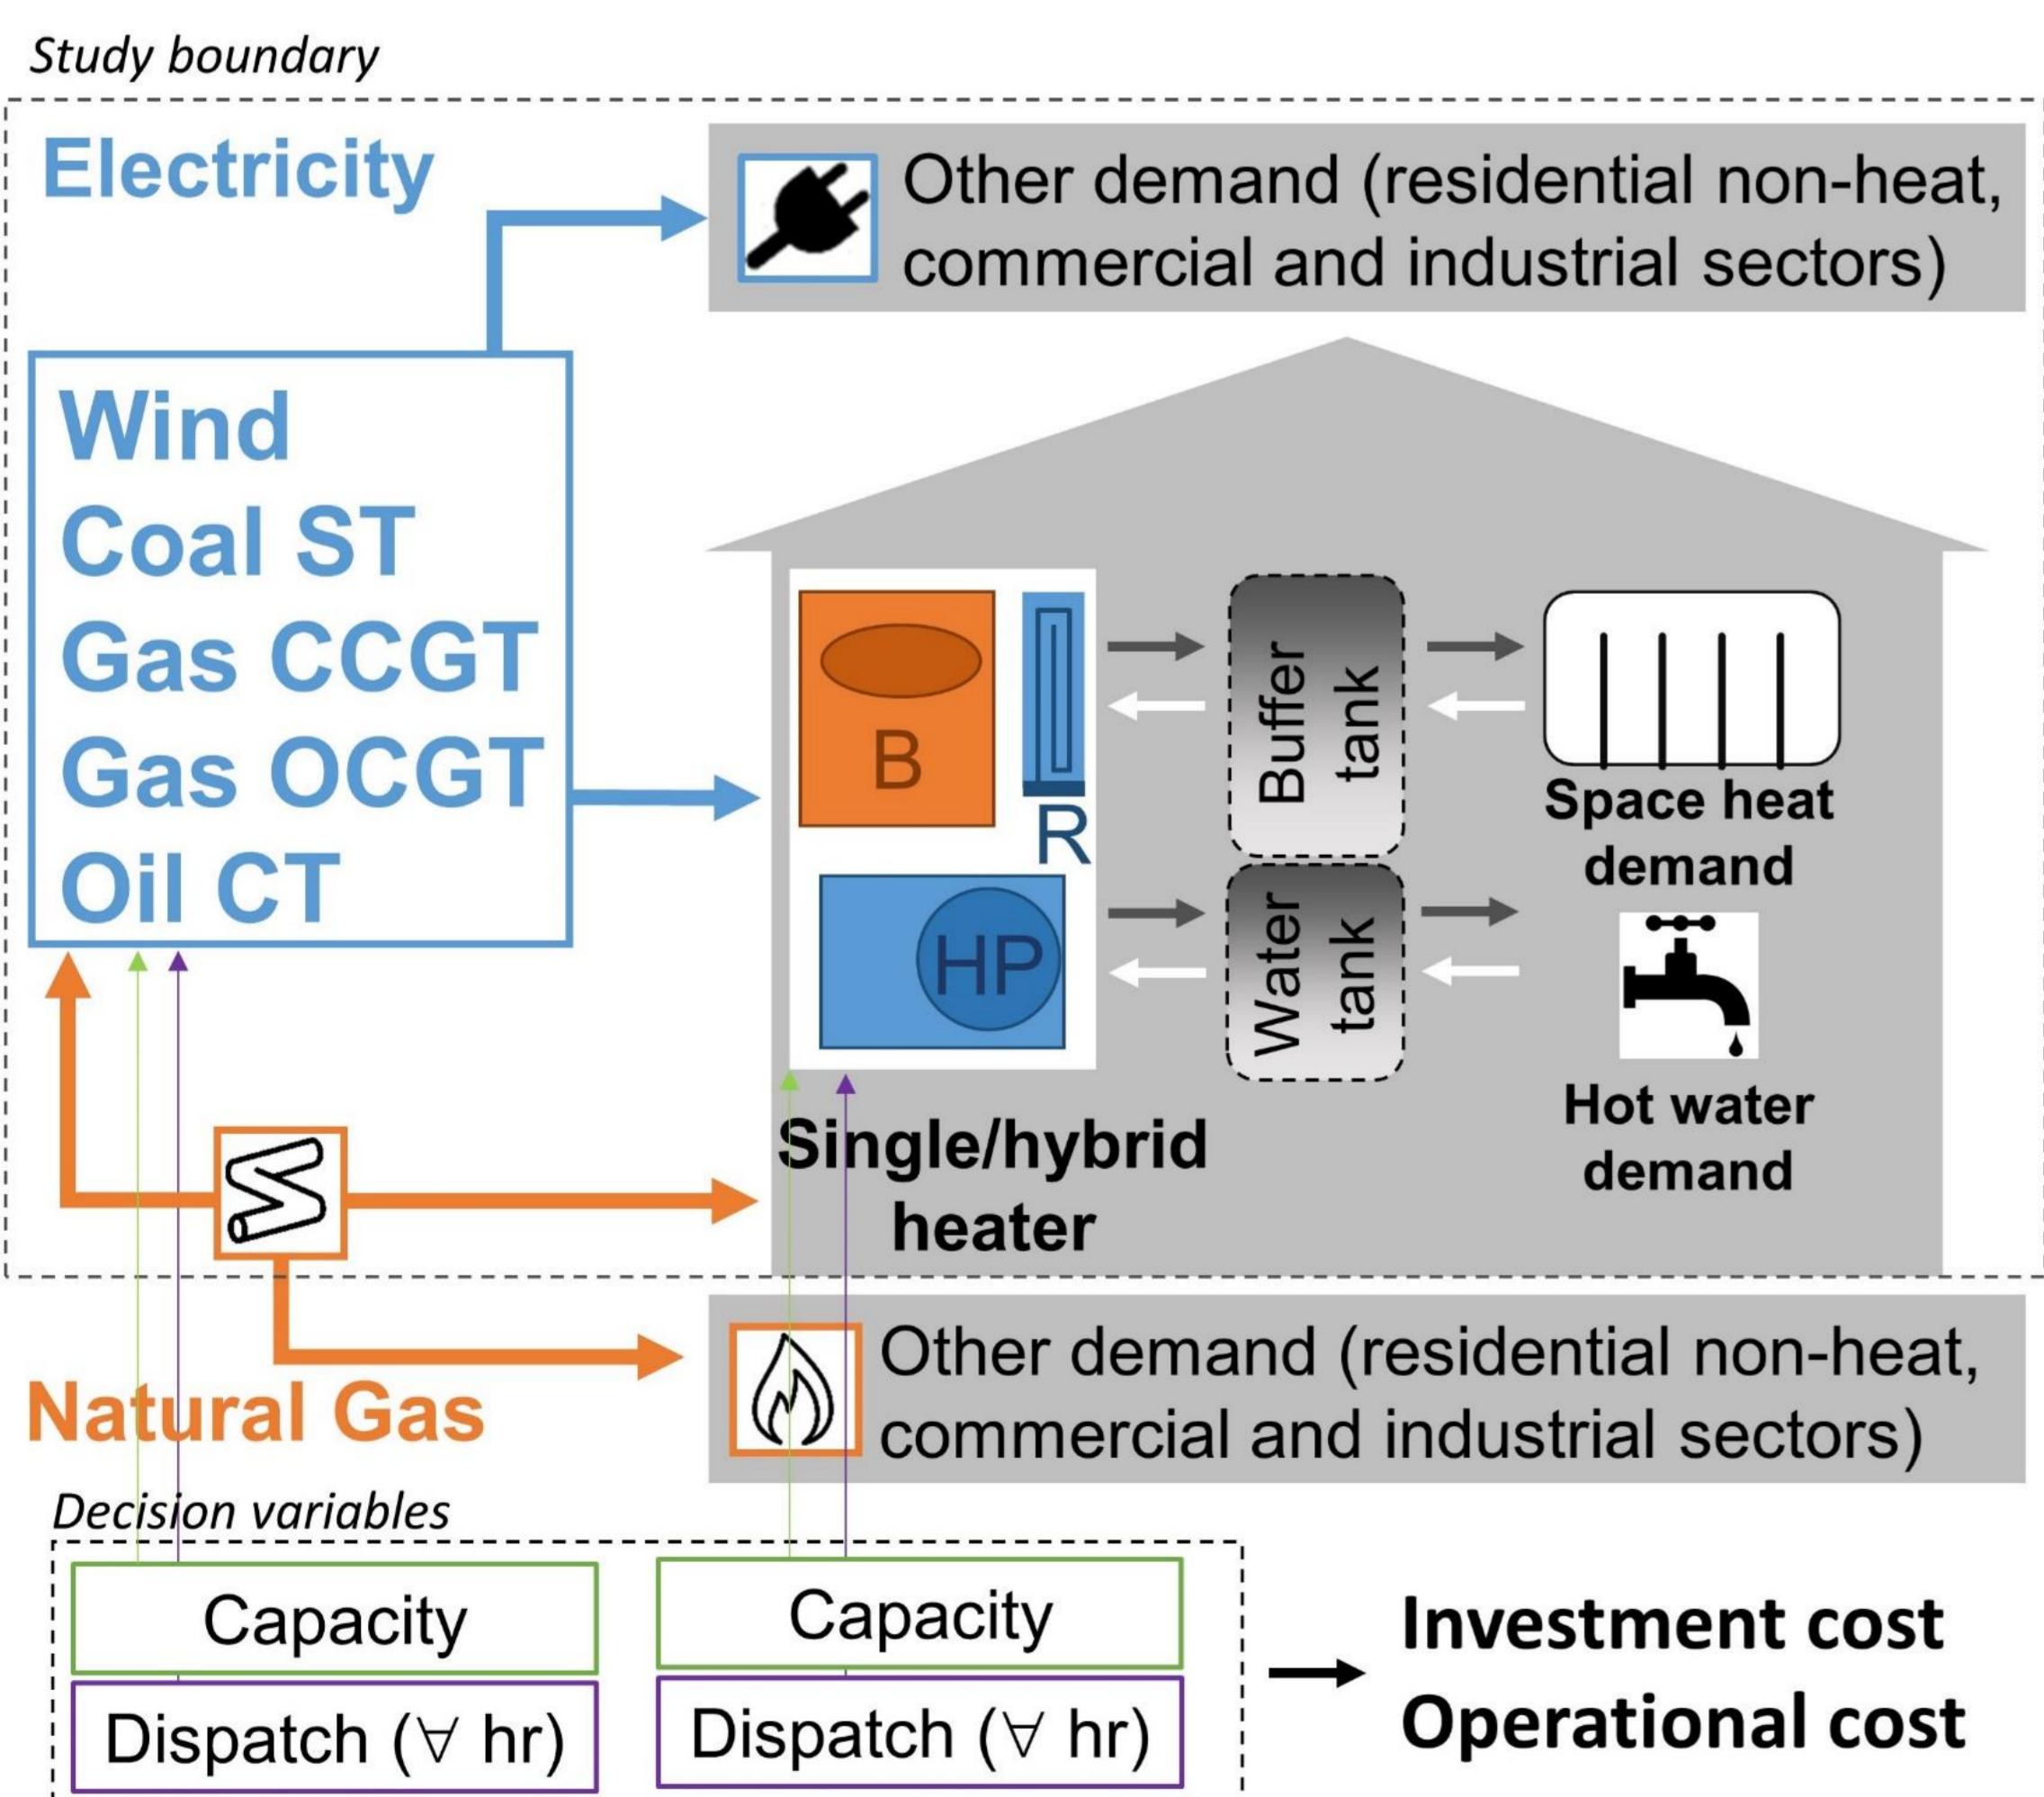 Study boundary
Electricity
Other demand (residential non-heat,
commercial and industrial sectors)
Wind
Coal ST
Gas CCGT
Gas OCGT
Oil CT
B
R
HP
Buffer
tank
Water
tank
Space heat
demand
Hot water
demand
Single/hybrid
heater
Natural Gas
Other demand (residential non-heat,
commercial and industrial sectors)
Decision variables
Capacity
Dispatch (∀ hr)
Capacity
Dispatch (∀ hr)
Investment cost
Operational cost